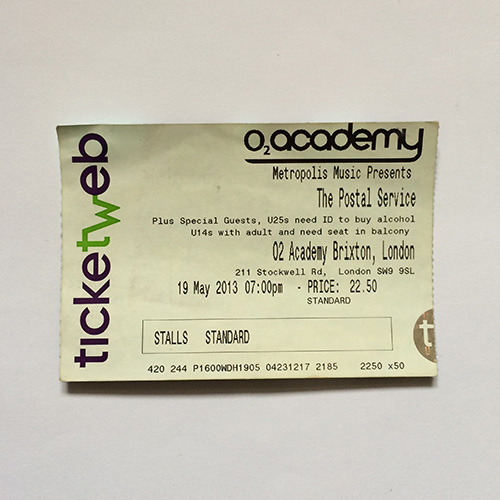 ticketweb
O2 academy
Metropolis Music Presents
The Postal Service
Plus Special Guests, U25s need ID to buy alcohol
U14s with adult and need seat in balcony
O2 Academy Brixton, London
211 Stockwell Rd, London SW9 9SL
19 May 2013 07:00pm - PRICE: 22.50
STANDARD
STALLS STANDARD
t
420 244 P1600WDH1905 04231217 2185 2250 x50